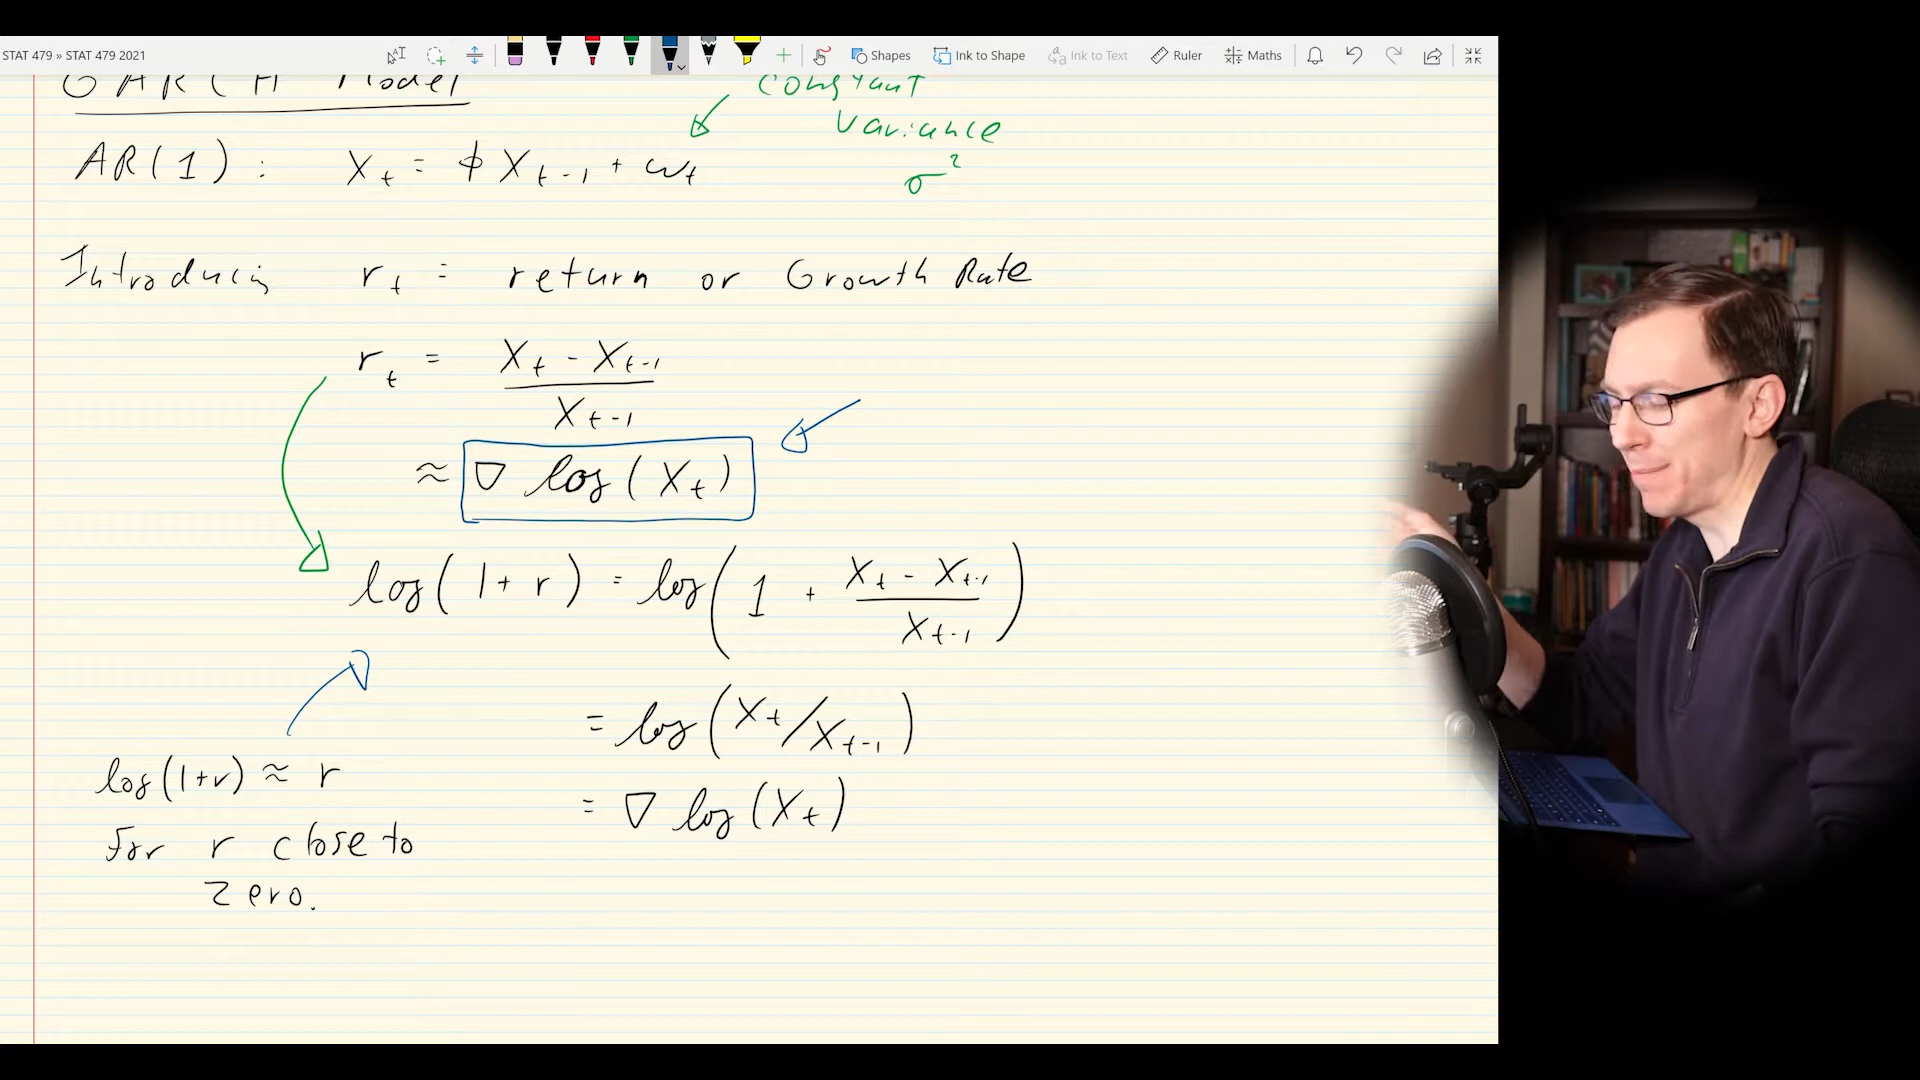 STAT 479 » STAT 479 2021
Shapes
Ink to Shape
Ink to Text
Ruler
Maths
GARCH Model
Constant
Variance
σ²
AR(1) : X_t = φ X_{t-1} + ω_t
Introducing r_t = return or Growth Rate
r_t = (X_t - X_{t-1}) / X_{t-1}
≈ ∇ log(X_t)
log(1 + r) = log(1 + (X_t - X_{t-1}) / X_{t-1})
= log(X_t/X_{t-1})
= ∇ log(X_t)
log(1+r) ≈ r
for r close to
zero.